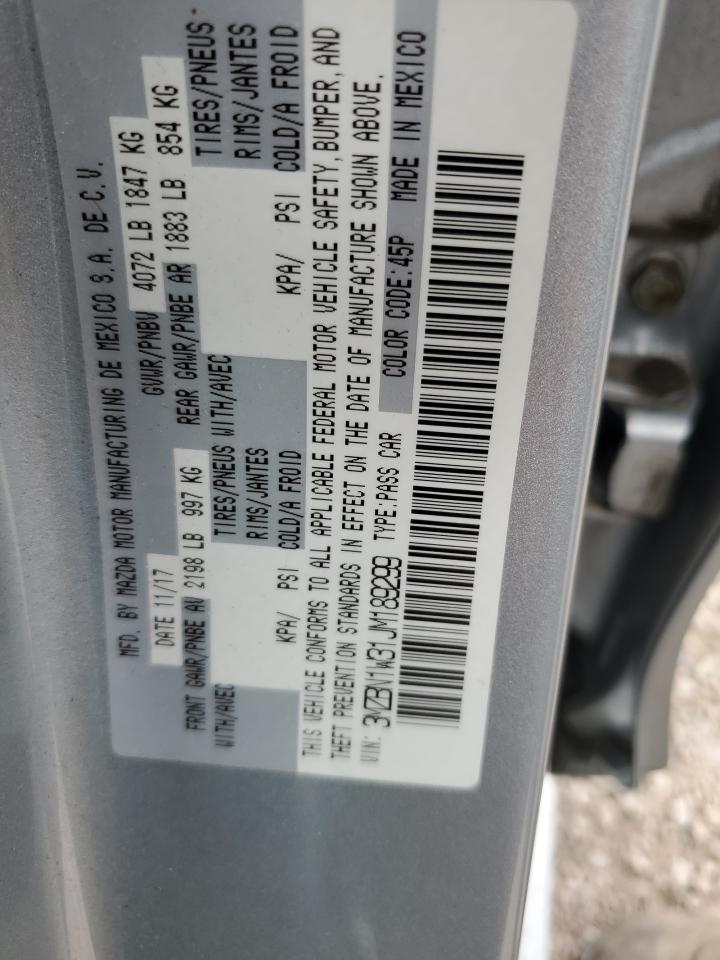 MFD. BY MAZDA MOTOR MANUFACTURING DE MEXICO S.A. DE C.V.
DATE 11/17 GVWR/PNBV 4072 LB 1847 KG
FRONT GAWR/PNBE AV 2198 LB 997 KG REAR GAWR/PNBE AR 1883 LB 854 KG
WITH/AVEC TIRES/PNEUS WITH/AVEC TIRES/PNEUS
RIMS/JANTES RIMS/JANTES
KPA/ PSI COLD/A FROID KPA/ PSI COLD/A FROID
THIS VEHICLE CONFORMS TO ALL APPLICABLE FEDERAL MOTOR VEHICLE SAFETY, BUMPER, AND
THEFT PREVENTION STANDARDS IN EFFECT ON THE DATE OF MANUFACTURE SHOWN ABOVE.
VIN: 3MZBN1W31JM189299 TYPE:PASS CAR COLOR CODE:45P MADE IN MEXICO